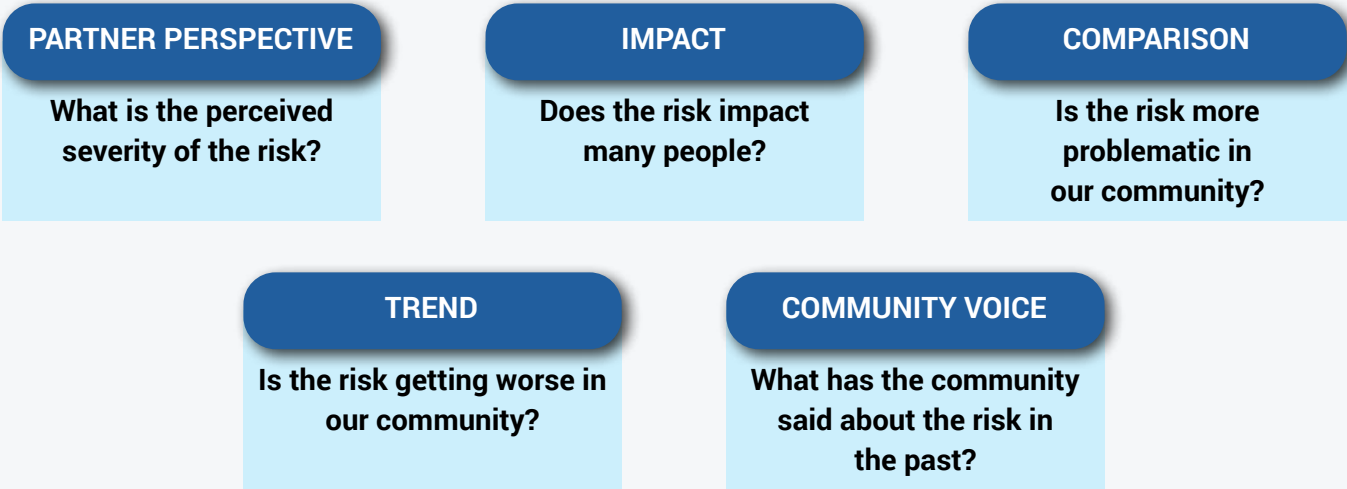 PARTNER PERSPECTIVE
What is the perceived
severity of the risk?
IMPACT
Does the risk impact
many people?
COMPARISON
Is the risk more
problematic in
our community?
TREND
Is the risk getting worse in
our community?
COMMUNITY VOICE
What has the community
said about the risk in
the past?